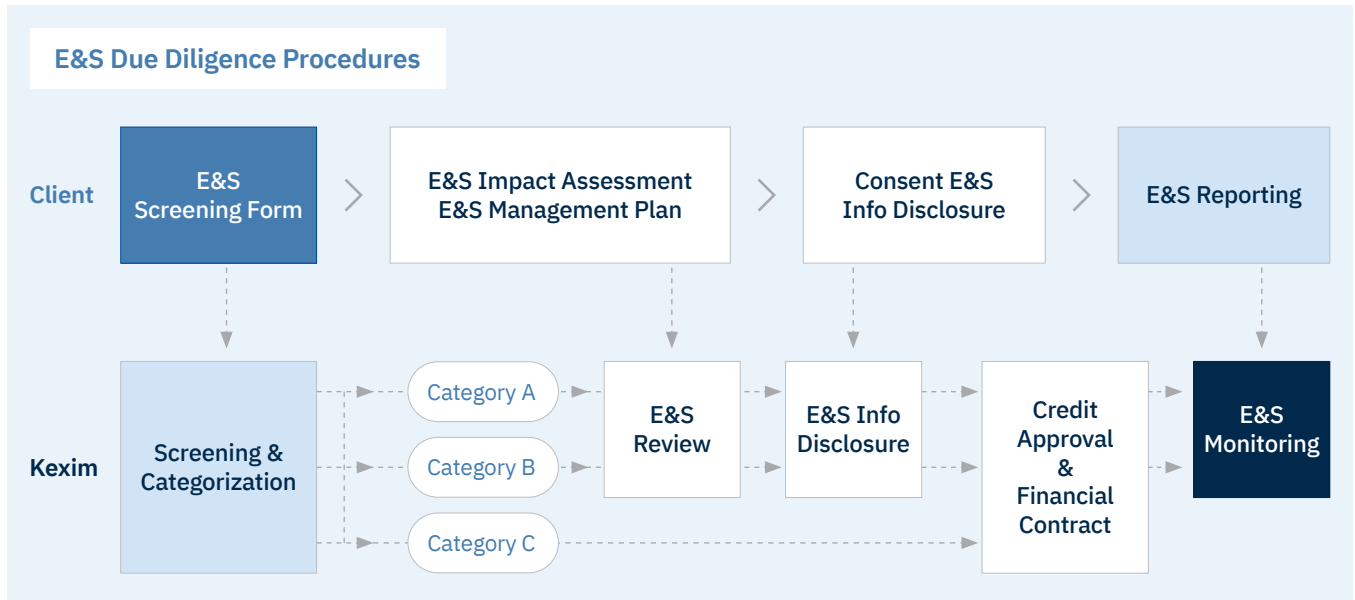 E&S Due Diligence Procedures
Client
E&S
Screening Form
E&S Impact Assessment
E&S Management Plan
Consent E&S
Info Disclosure
E&S Reporting
Kexim
Screening &
Categorization
Category A
Category B
Category C
E&S
Review
E&S Info
Disclosure
Credit
Approval
&
Financial
Contract
E&S
Monitoring